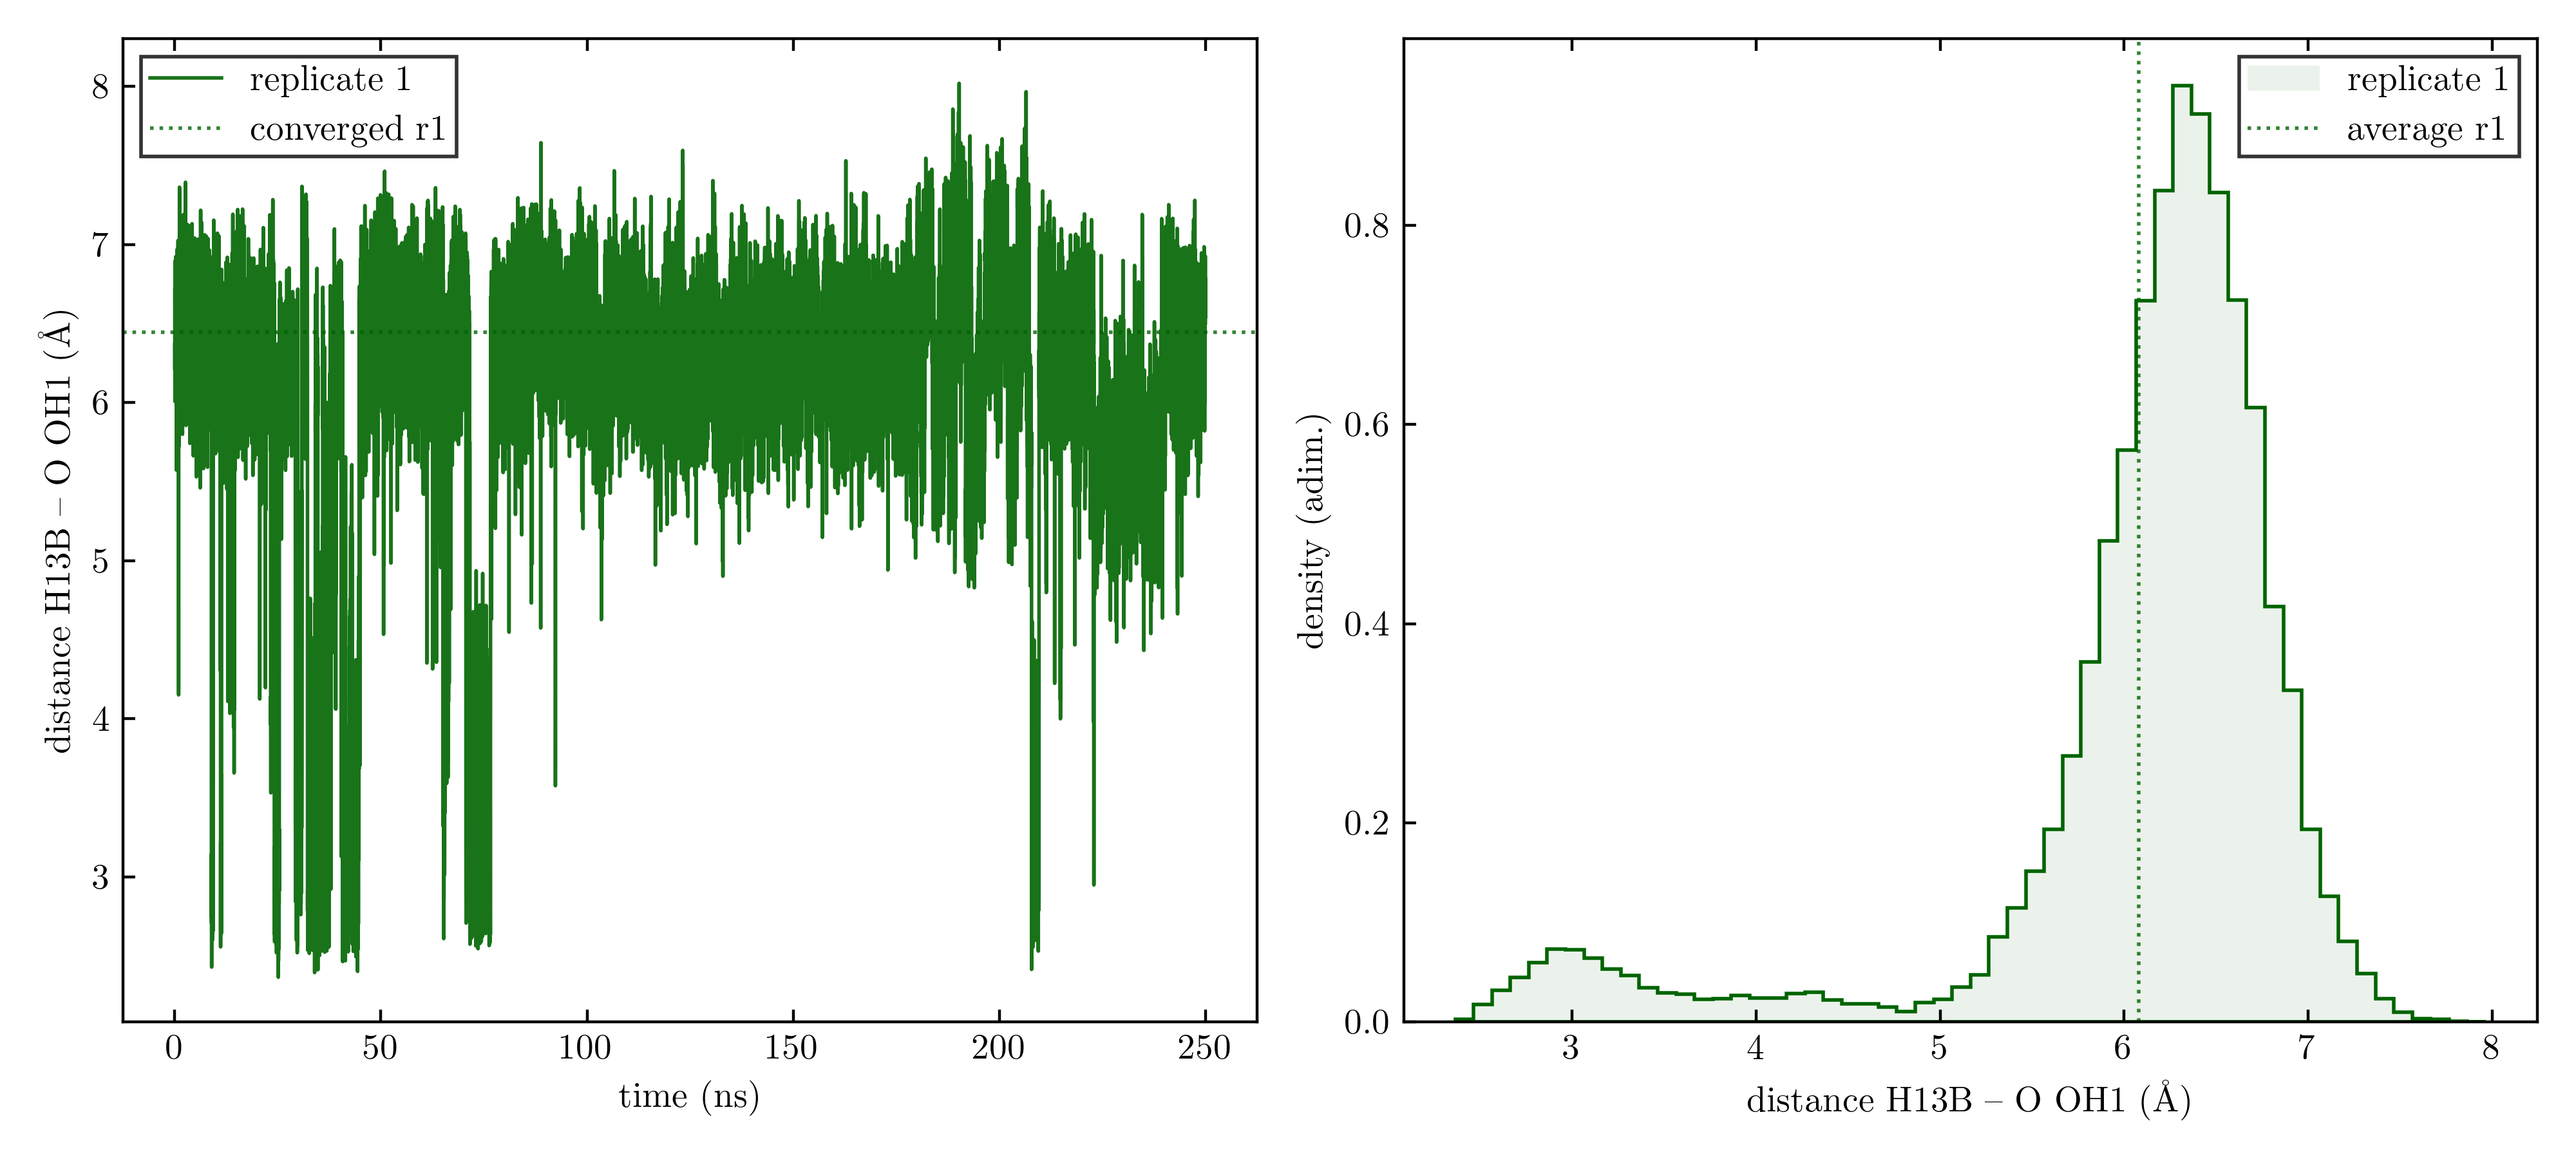 replicate 1
converged r1
8
7
6
5
4
3
distance H13B – O OH1 (Å)
0 50 100 150 200 250
time (ns)
replicate 1
average r1
0.8
0.6
0.4
0.2
0.0
density (adim.)
3 4 5 6 7 8
distance H13B – O OH1 (Å)